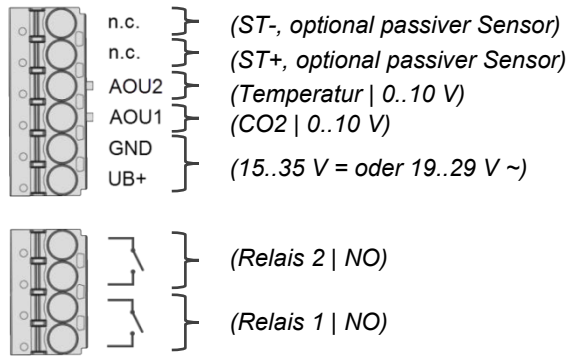 n.c. (ST-, optional passiver Sensor)
n.c. (ST+, optional passiver Sensor)
AOU2 (Temperatur | 0..10 V)
AOU1 (CO2 | 0..10 V)
GND
UB+ (15..35 V = oder 19..29 V ~)
(Relais 2 | NO)
(Relais 1 | NO)